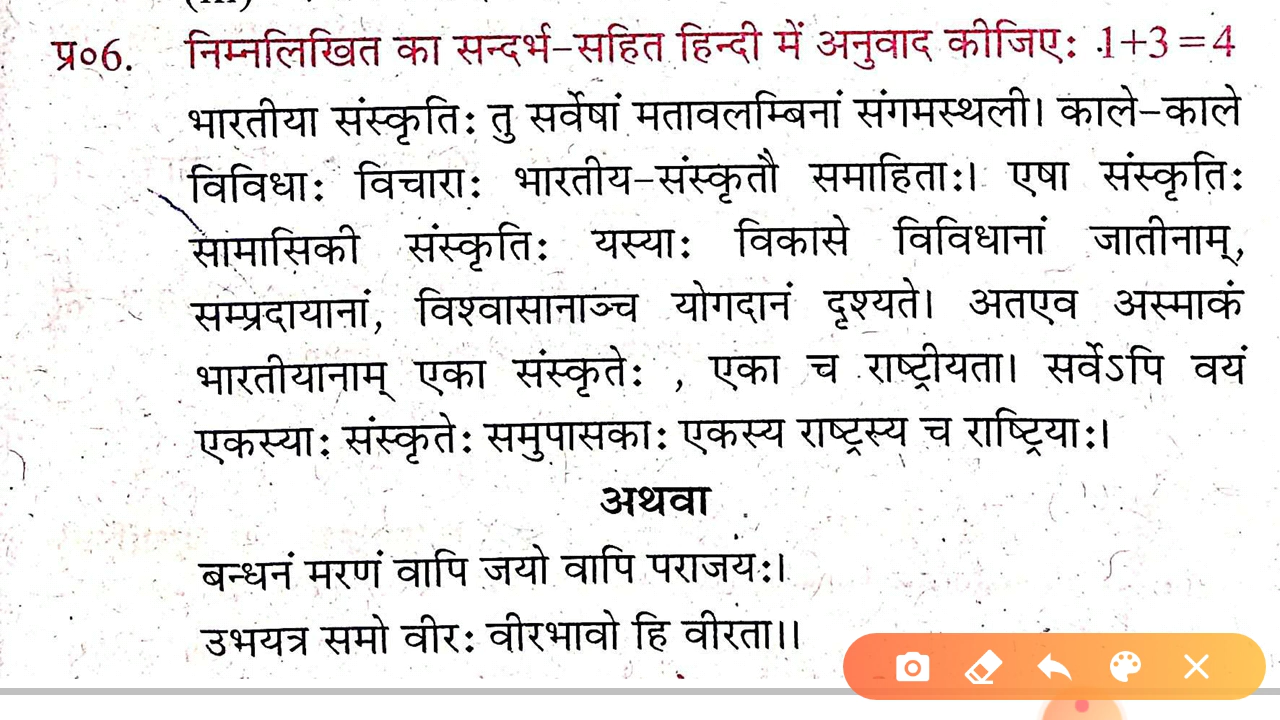 प्र०6. निम्नलिखित का सन्दर्भ-सहित हिन्दी में अनुवाद कीजिए: 1+3=4
भारतीया संस्कृति: तु सर्वेषां मतावलम्बिनां संगमस्थली। काले-काले
विविधा: विचारा: भारतीय-संस्कृतौ समाहिता:। एषा संस्कृति:
सामासिकी संस्कृति: यस्या: विकासे विविधानां जातीनाम्,
सम्प्रदायानां, विश्वासानाञ्च योगदानं दृश्यते। अतएव अस्माकं
भारतीयानाम् एका संस्कृते: , एका च राष्ट्रीयता। सर्वेऽपि वयं
एकस्या: संस्कृते: समुपासका: एकस्य राष्ट्रस्य च राष्ट्रिया:।
अथवा
बन्धनं मरणं वापि जयो वापि पराजय:।
उभयत्र समो वीर: वीरभावो हि वीरता।।